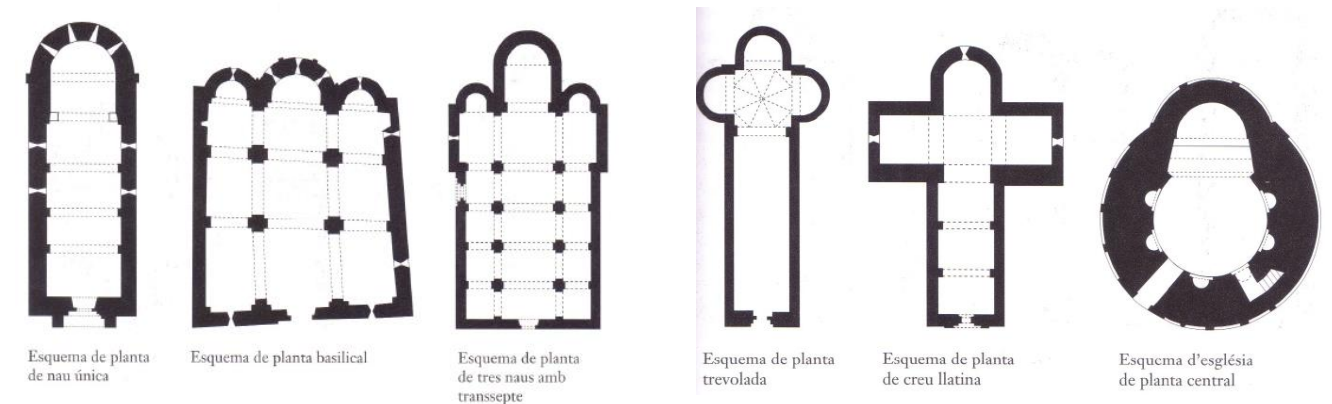 Esquema de planta
de nau única
Esquema de planta basilical
Esquema de planta
de tres naus amb
transsepte
Esquema de planta
trevolada
Esquema de planta
de creu llatina
Esquema d'església
de planta central